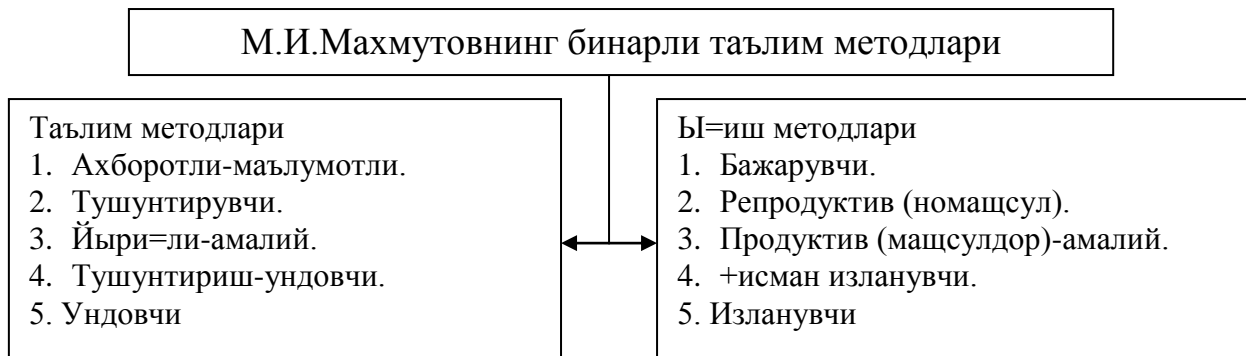 М.И.Махмутовнинг бинарли таълим методлари
Таълим методлари
1. Ахборотли-маълумотли.
2. Тушунтирувчи.
3. Йыри=ли-амалий.
4. Тушунтириш-ундовчи.
5. Ундовчи
Ы=иш методлари
1. Бажарувчи.
2. Репродуктив (номащсул).
3. Продуктив (мащсулдор)-амалий.
4. +исман изланувчи.
5. Изланувчи